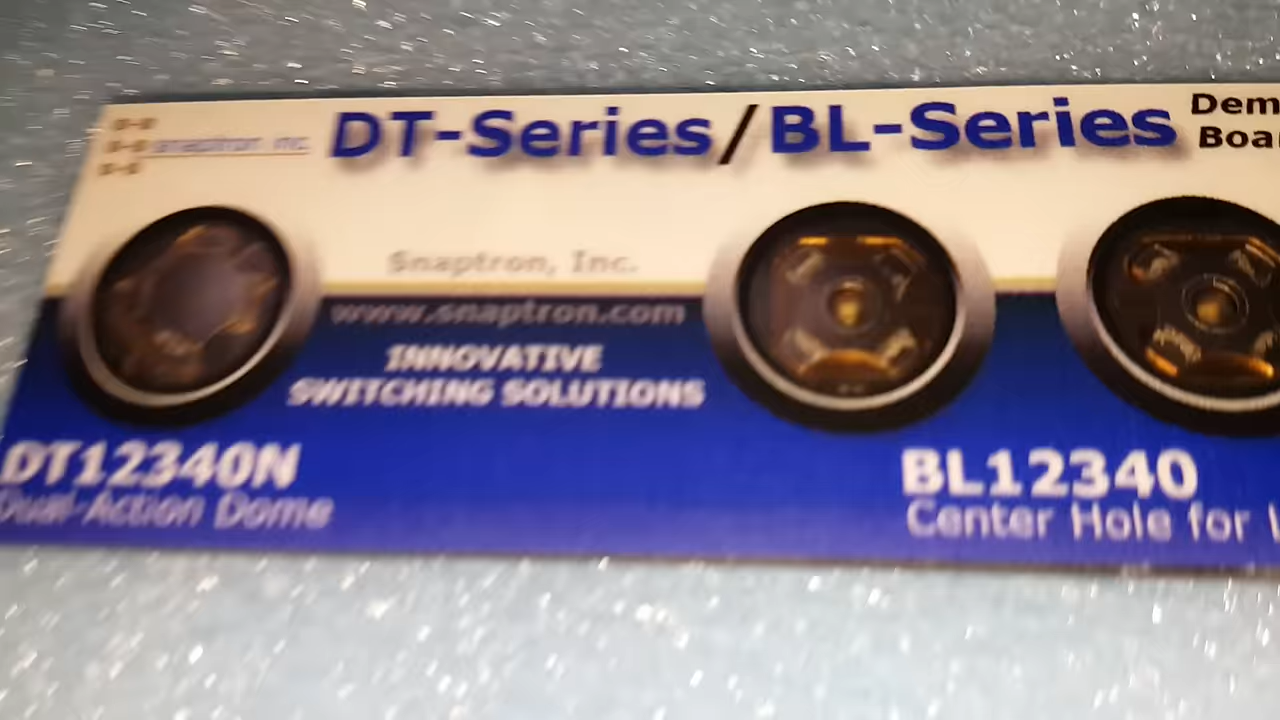 snaptron inc
DT-Series/BL-Series
Dem
Boar
Snaptron, Inc.
www.snaptron.com
INNOVATIVE
SWITCHING SOLUTIONS
DT12340N
Dual-Action Dome
BL12340
Center Hole for